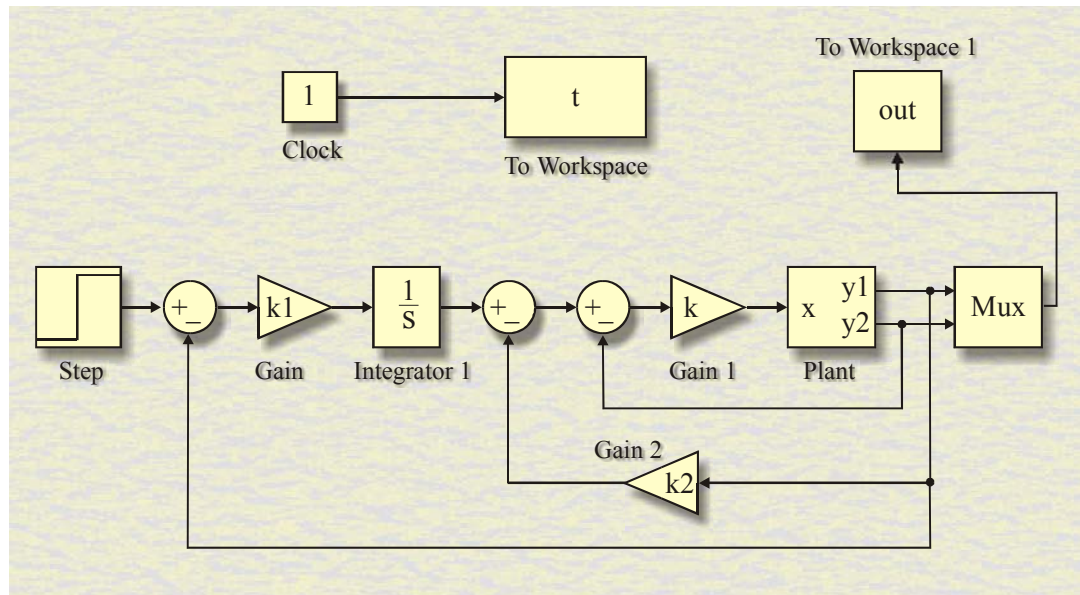 To Workspace 1
1
t
out
Clock
To Workspace
+
−
k1
1
s
+
−
+
−
k
x
y1
y2
Mux
Step
Gain
Integrator 1
Gain 1
Plant
Gain 2
k2